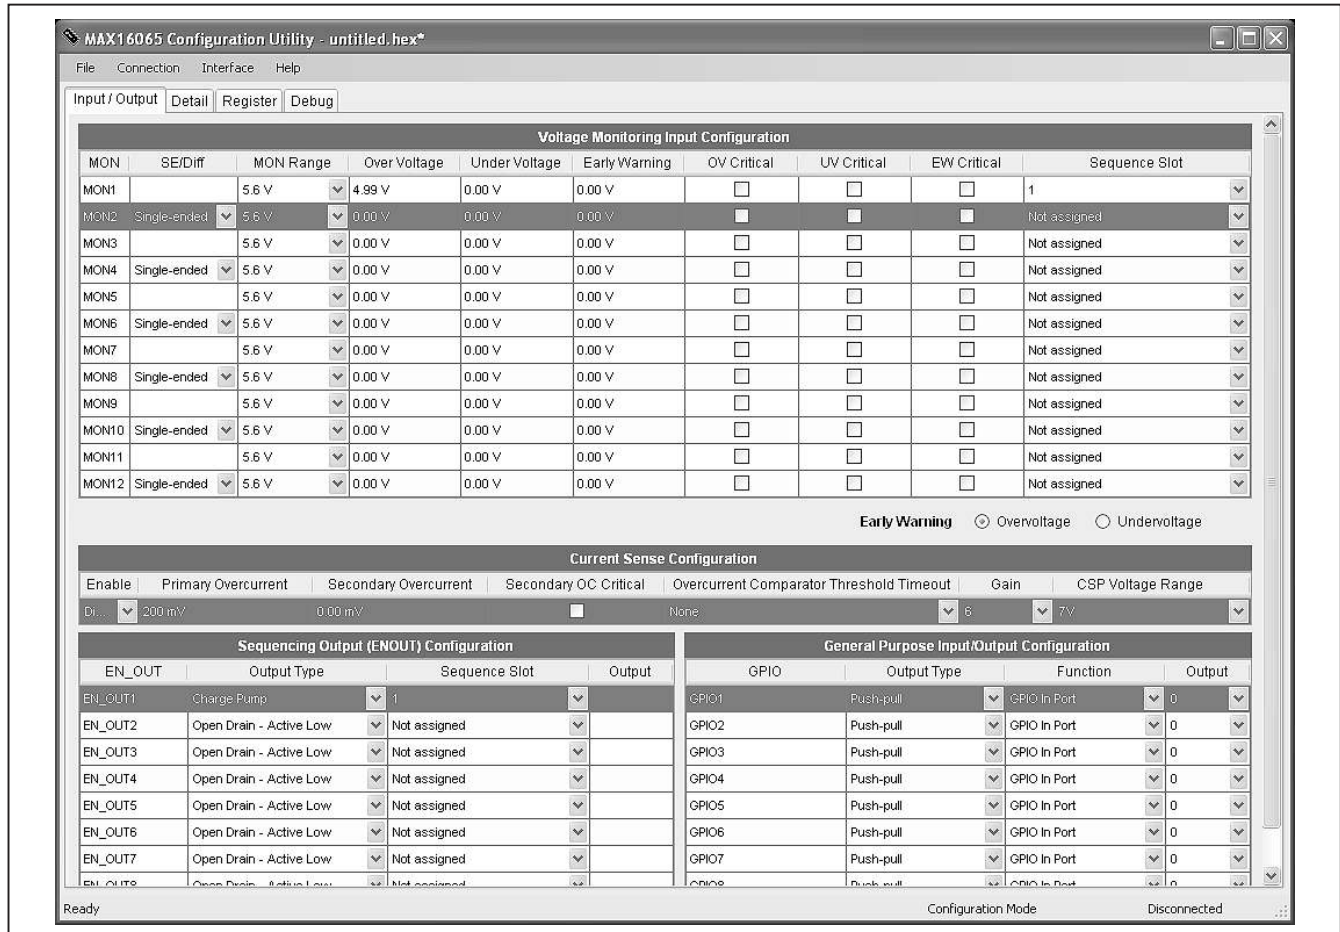 MAX16065 Configuration Utility - untitled.hex*
File Connection Interface Help
Input / Output Detail Register Debug
Voltage Monitoring Input Configuration
MON SE/Diff MON Range Over Voltage Under Voltage Early Warning OV Critical UV Critical EW Critical Sequence Slot
MON1 5.6 V 4.99 V 0.00 V 0.00 V 1
MON2 Single-ended 5.6 V 0.00 V 0.00 V 0.00 V Not assigned
MON3 5.6 V 0.00 V 0.00 V 0.00 V Not assigned
MON4 Single-ended 5.6 V 0.00 V 0.00 V 0.00 V Not assigned
MON5 5.6 V 0.00 V 0.00 V 0.00 V Not assigned
MON6 Single-ended 5.6 V 0.00 V 0.00 V 0.00 V Not assigned
MON7 5.6 V 0.00 V 0.00 V 0.00 V Not assigned
MON8 Single-ended 5.6 V 0.00 V 0.00 V 0.00 V Not assigned
MON9 5.6 V 0.00 V 0.00 V 0.00 V Not assigned
MON10 Single-ended 5.6 V 0.00 V 0.00 V 0.00 V Not assigned
MON11 5.6 V 0.00 V 0.00 V 0.00 V Not assigned
MON12 Single-ended 5.6 V 0.00 V 0.00 V 0.00 V Not assigned
Early Warning Overvoltage Undervoltage
Current Sense Configuration
Enable Primary Overcurrent Secondary Overcurrent Secondary OC Critical Overcurrent Comparator Threshold Timeout Gain CSP Voltage Range
Di... 200 mV 0.00 mV None 6 7V
Sequencing Output (ENOUT) Configuration
EN_OUT Output Type Sequence Slot Output
EN_OUT1 Charge Pump 1
EN_OUT2 Open Drain - Active Low Not assigned
EN_OUT3 Open Drain - Active Low Not assigned
EN_OUT4 Open Drain - Active Low Not assigned
EN_OUT5 Open Drain - Active Low Not assigned
EN_OUT6 Open Drain - Active Low Not assigned
EN_OUT7 Open Drain - Active Low Not assigned
General Purpose Input/Output Configuration
GPIO Output Type Function Output
GPIO1 Push-pull GPIO In Port 0
GPIO2 Push-pull GPIO In Port 0
GPIO3 Push-pull GPIO In Port 0
GPIO4 Push-pull GPIO In Port 0
GPIO5 Push-pull GPIO In Port 0
GPIO6 Push-pull GPIO In Port 0
GPIO7 Push-pull GPIO In Port 0
Ready Configuration Mode Disconnected